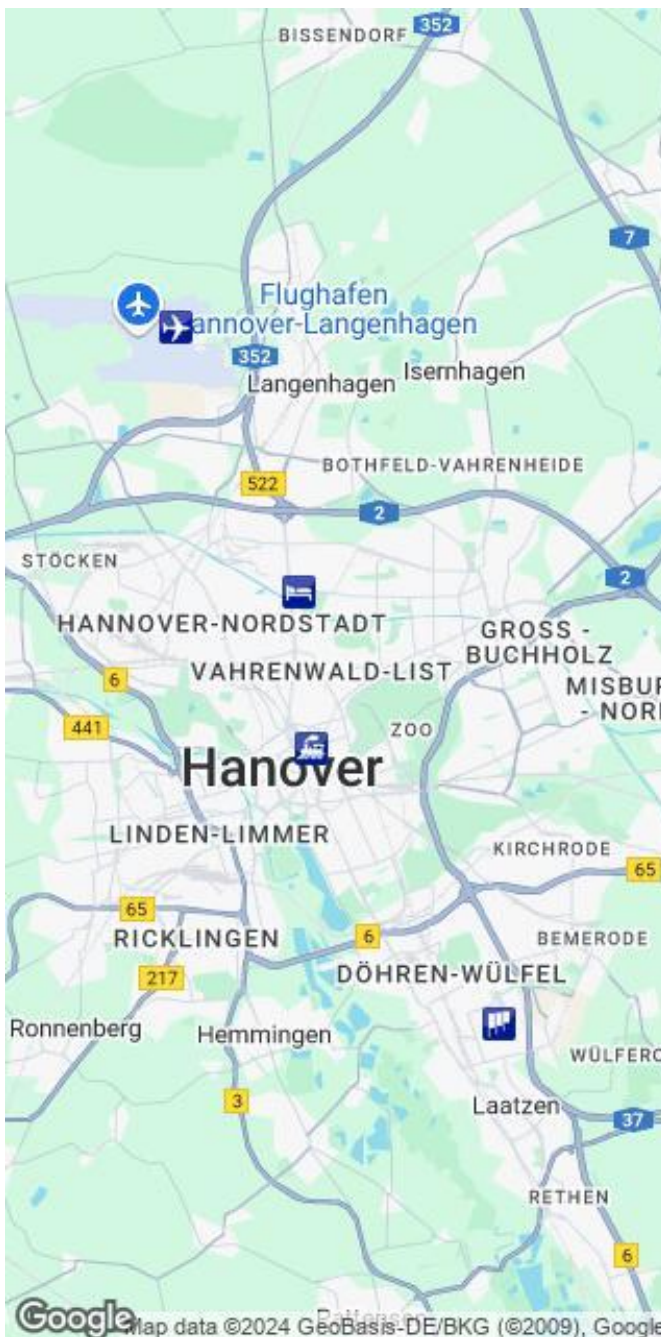 BISSENDORF
352
7
Flughafen
annover-Langenhagen
352
Langenhagen
Isernhagen
BOTHFELD-VAHRENHEIDE
522
2
STÖCKEN
2
HANNOVER-NORDSTADT
GROSS -
BUCHHOLZ
VAHRENWALD-LIST
6
MISBUR
- NORD
441
ZOO
Hanover
LINDEN-LIMMER
KIRCHRODE
65
65
RICKLINGEN
6
BEMERODE
217
DÖHREN-WÜLFEL
Ronnenberg
Hemmingen
WÜLFERO
3
Laatzen
37
RETHEN
6
Google
Map data ©2024 GeoBasis-DE/BKG (©2009), Google